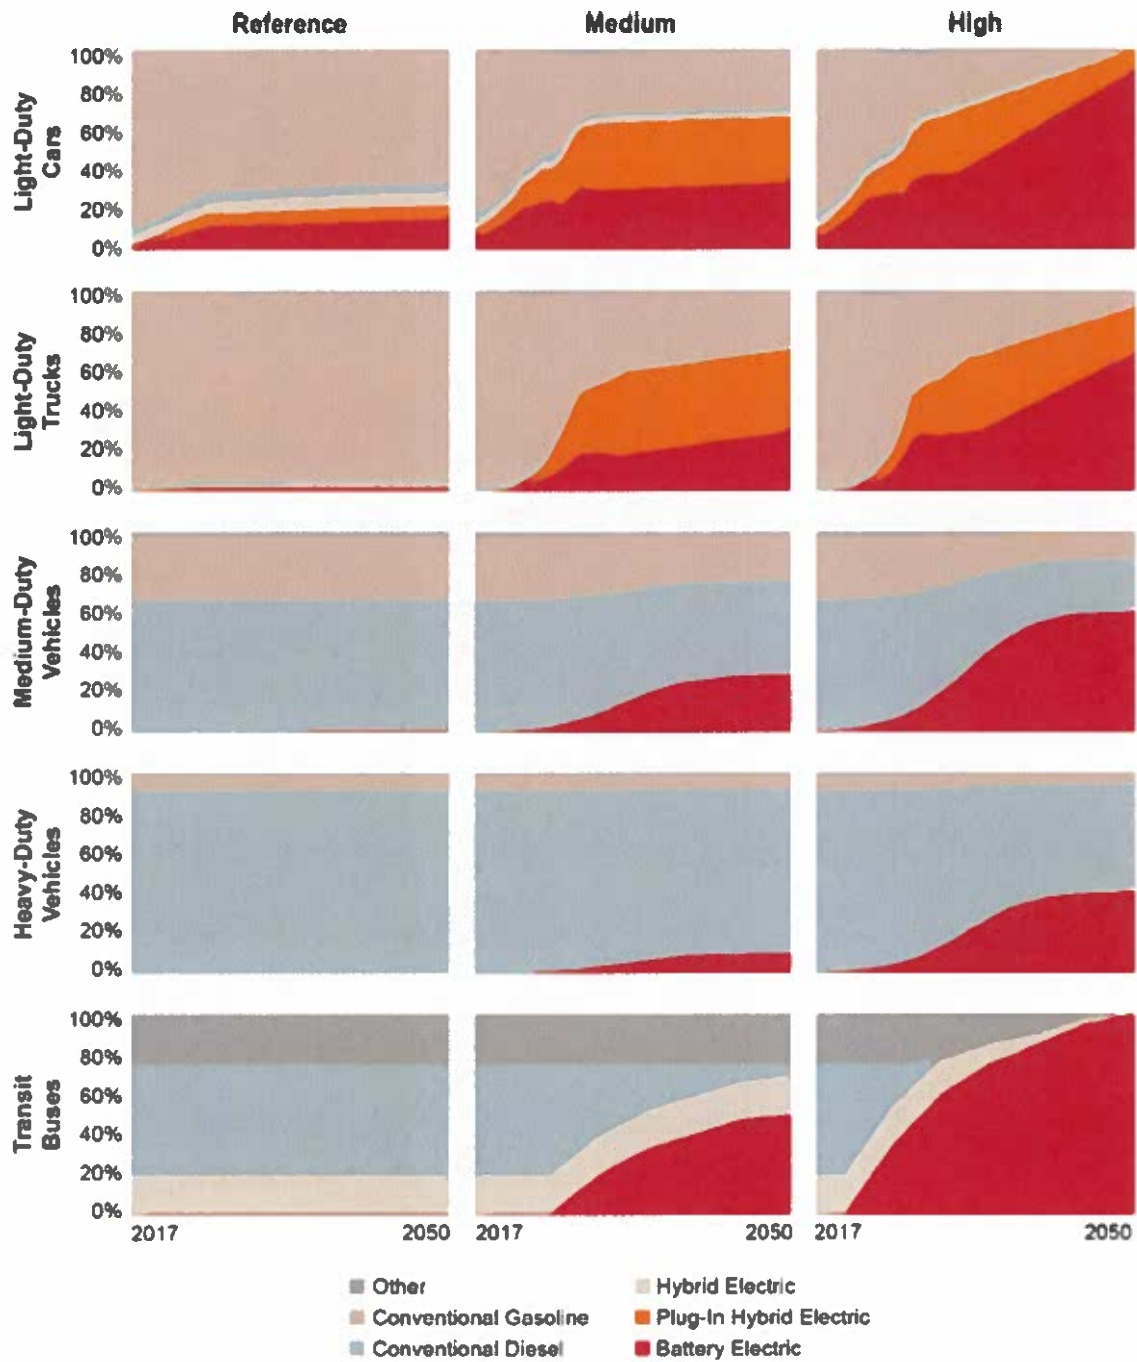 Reference Medium High
Light-Duty
Cars
100%
80%
60%
40%
20%
0%
Light-Duty
Trucks
100%
80%
60%
40%
20%
0%
Medium-Duty
Vehicles
100%
80%
60%
40%
20%
0%
Heavy-Duty
Vehicles
100%
80%
60%
40%
20%
0%
Transit
Buses
100%
80%
60%
40%
20%
0%
2017 2050 2017 2050 2017 2050
Other Hybrid Electric
Conventional Gasoline Plug-In Hybrid Electric
Conventional Diesel Battery Electric